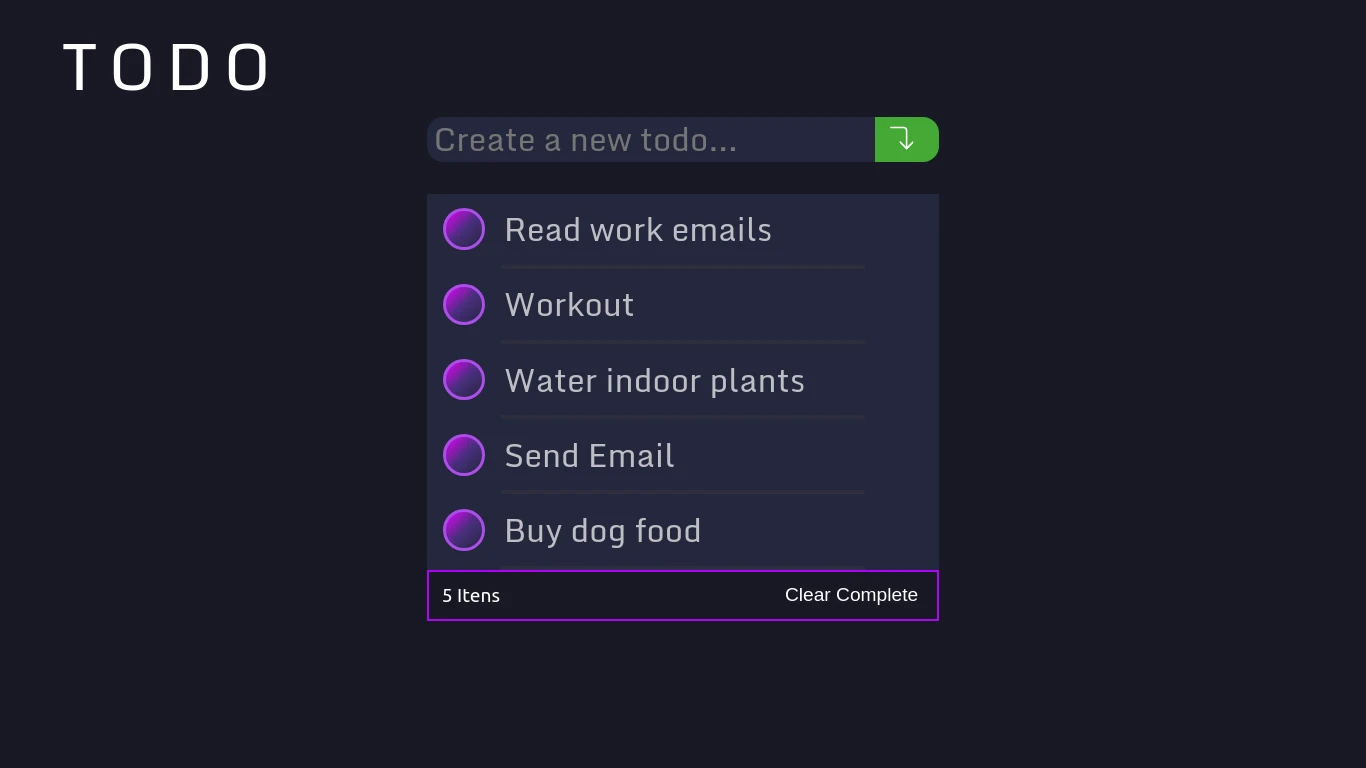 TODO
Create a new todo...
Read work emails
Workout
Water indoor plants
Send Email
Buy dog food
5 Itens
Clear Complete